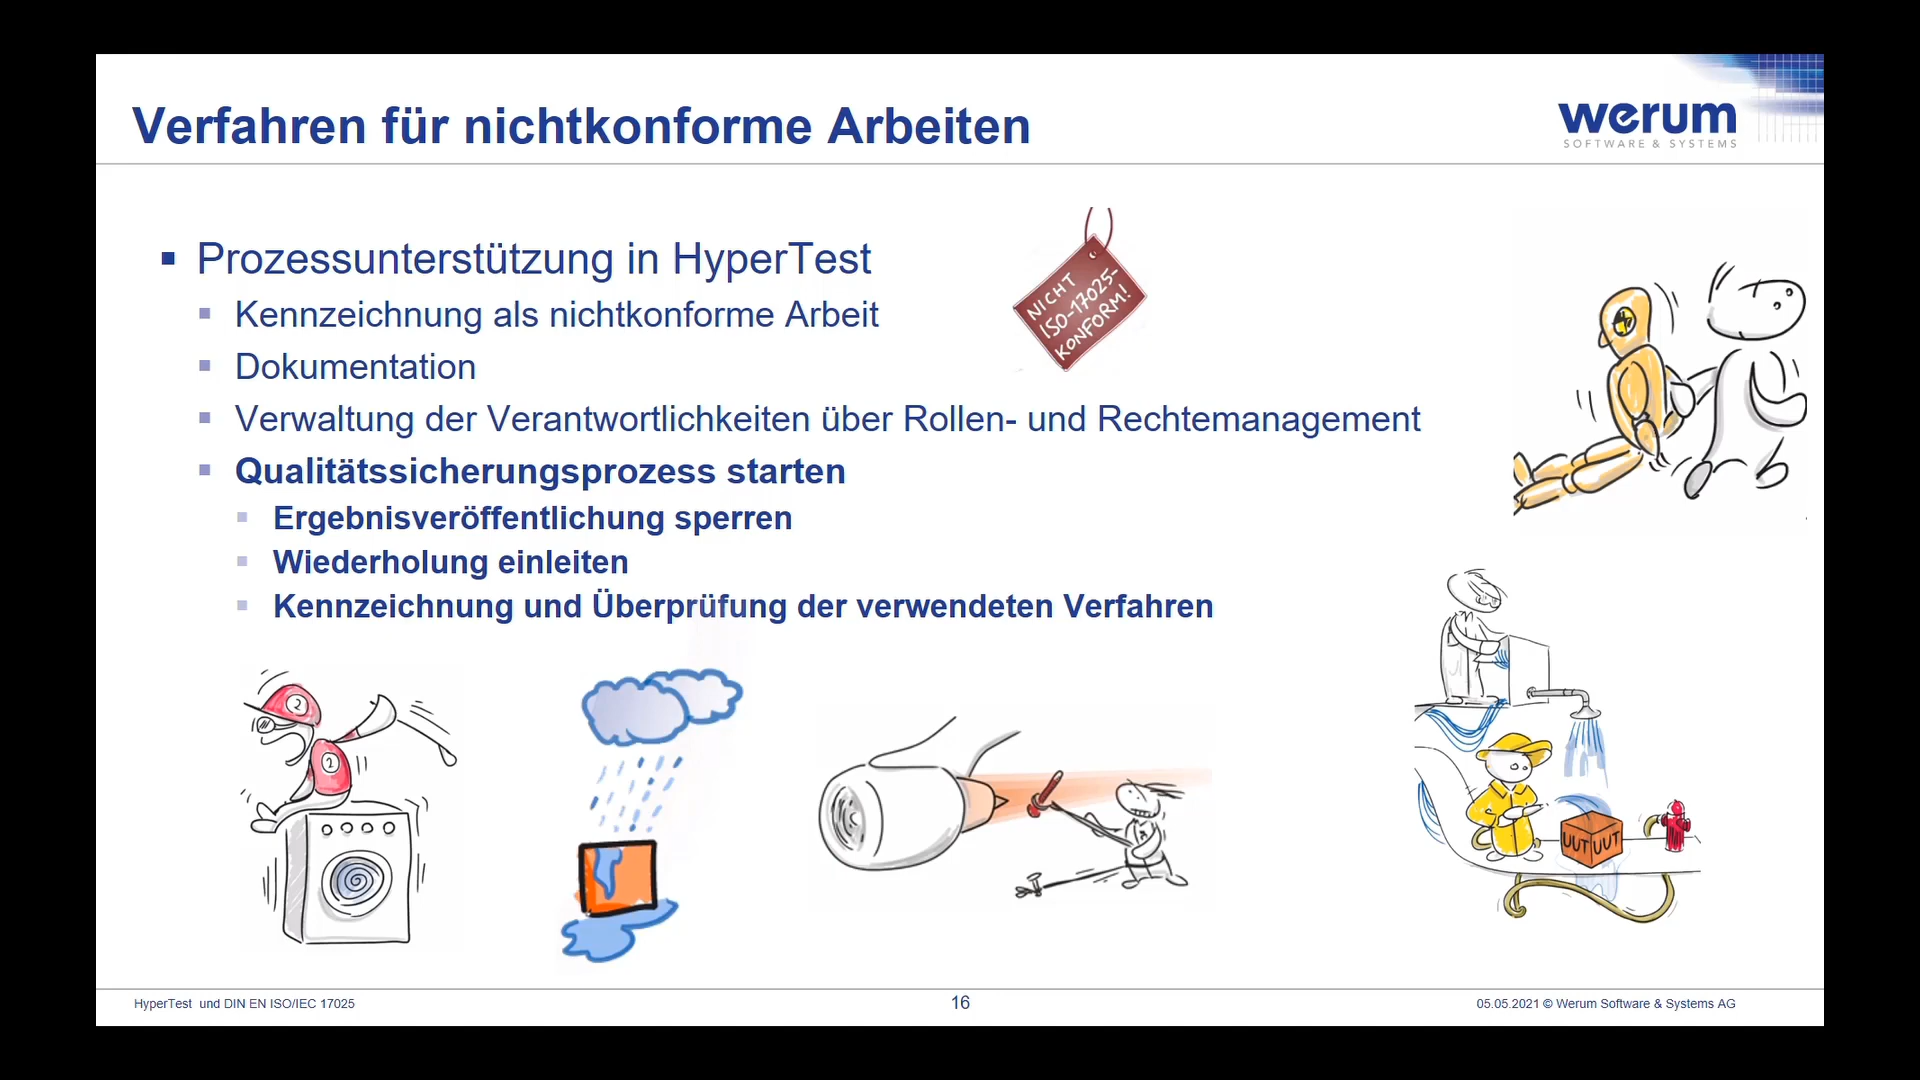 Verfahren für nichtkonforme Arbeiten
werum
SOFTWARE & SYSTEMS
Prozessunterstützung in HyperTest
Kennzeichnung als nichtkonforme Arbeit
Dokumentation
Verwaltung der Verantwortlichkeiten über Rollen- und Rechtemanagement
Qualitätssicherungsprozess starten
Ergebnisveröffentlichung sperren
Wiederholung einleiten
Kennzeichnung und Überprüfung der verwendeten Verfahren
NICHT
ISO-17025-
KONFORM!
2
2
UUT UUT
HyperTest und DIN EN ISO/IEC 17025
16
05.05.2021 © Werum Software & Systems AG